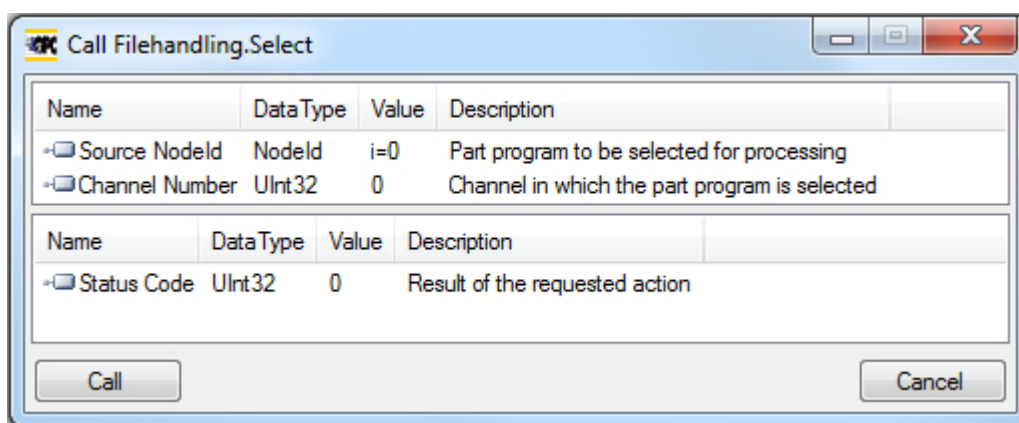 Call Filehandling.Select
Name DataType Value Description
Source NodeId NodeId i=0 Part program to be selected for processing
Channel Number UInt32 0 Channel in which the part program is selected
Name DataType Value Description
Status Code UInt32 0 Result of the requested action
Call Cancel